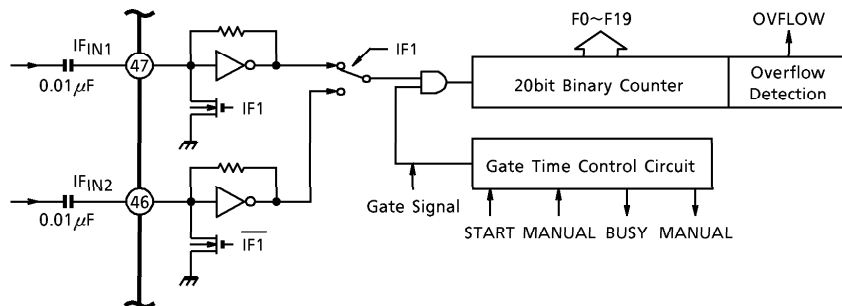 F0~F19
OVFLOW
IFIN1
47
0.01μF
IF1
IF1
20bit Binary Counter
Overflow
Detection
IFIN2
46
0.01μF
I̅F̅1̅
Gate Time Control Circuit
Gate Signal
START MANUAL BUSY MANUAL